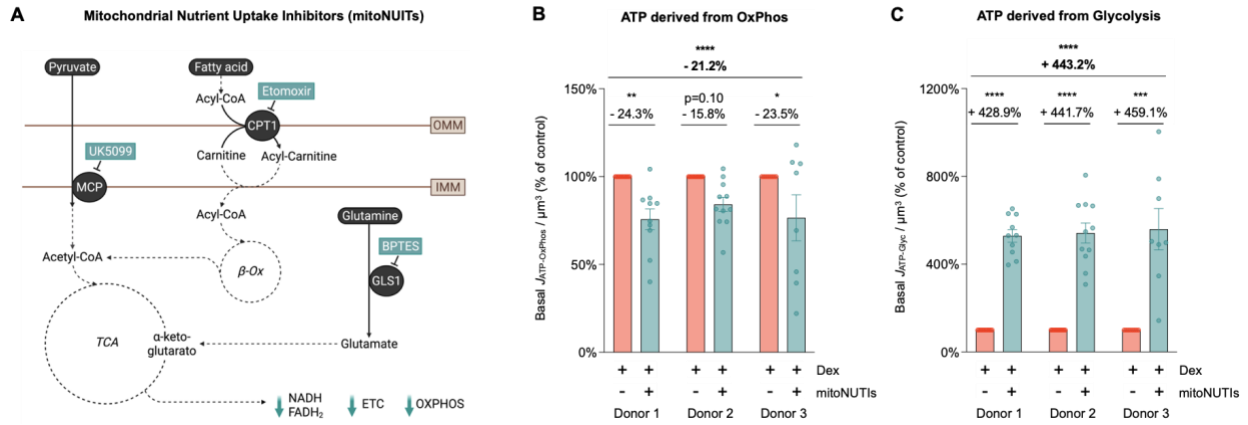 A
Mitochondrial Nutrient Uptake Inhibitors (mitoNUITs)
Pyruvate
Fatty acid
Acyl-CoA
Etomoxir
CPT1
OMM
UK5099
Carnitine
Acyl-Carnitine
MCP
IMM
Acyl-CoA
Glutamine
BPTES
Acetyl-CoA
β-Ox
GLS1
TCA
α-keto-
glutarato
Glutamate
NADH
FADH₂
ETC
OXPHOS
B
ATP derived from OxPhos
****
- 21.2%
** p=0.10 *
- 24.3% - 15.8% - 23.5%
Basal JATP-OxPhos / µm³ (% of control)
150%
100%
50%
0%
+ + + + + + Dex
- + - + - + mitoNUTIs
Donor 1 Donor 2 Donor 3
C
ATP derived from Glycolysis
****
+ 443.2%
**** **** ***
+ 428.9% + 441.7% + 459.1%
Basal JATP-Glyc / µm³ (% of control)
1200%
800%
400%
0%
+ + + + + + Dex
- + - + - + mitoNUTIs
Donor 1 Donor 2 Donor 3